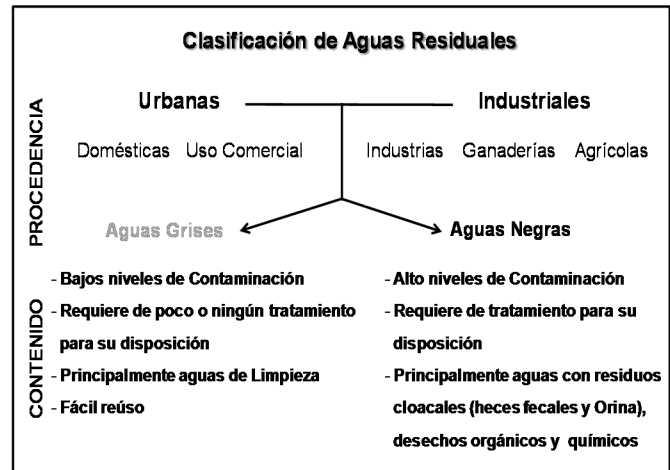 Clasificación de Aguas Residuales
PROCEDENCIA
Urbanas Industriales
Domésticas Uso Comercial Industrias Ganaderías Agrícolas
Aguas Grises Aguas Negras
CONTENIDO
- Bajos niveles de Contaminación
- Requiere de poco o ningún tratamiento
para su disposición
- Principalmente aguas de Limpieza
- Fácil reúso
- Alto niveles de Contaminación
- Requiere de tratamiento para su
disposición
- Principalmente aguas con residuos
cloacales (heces fecales y Orina),
desechos orgánicos y químicos